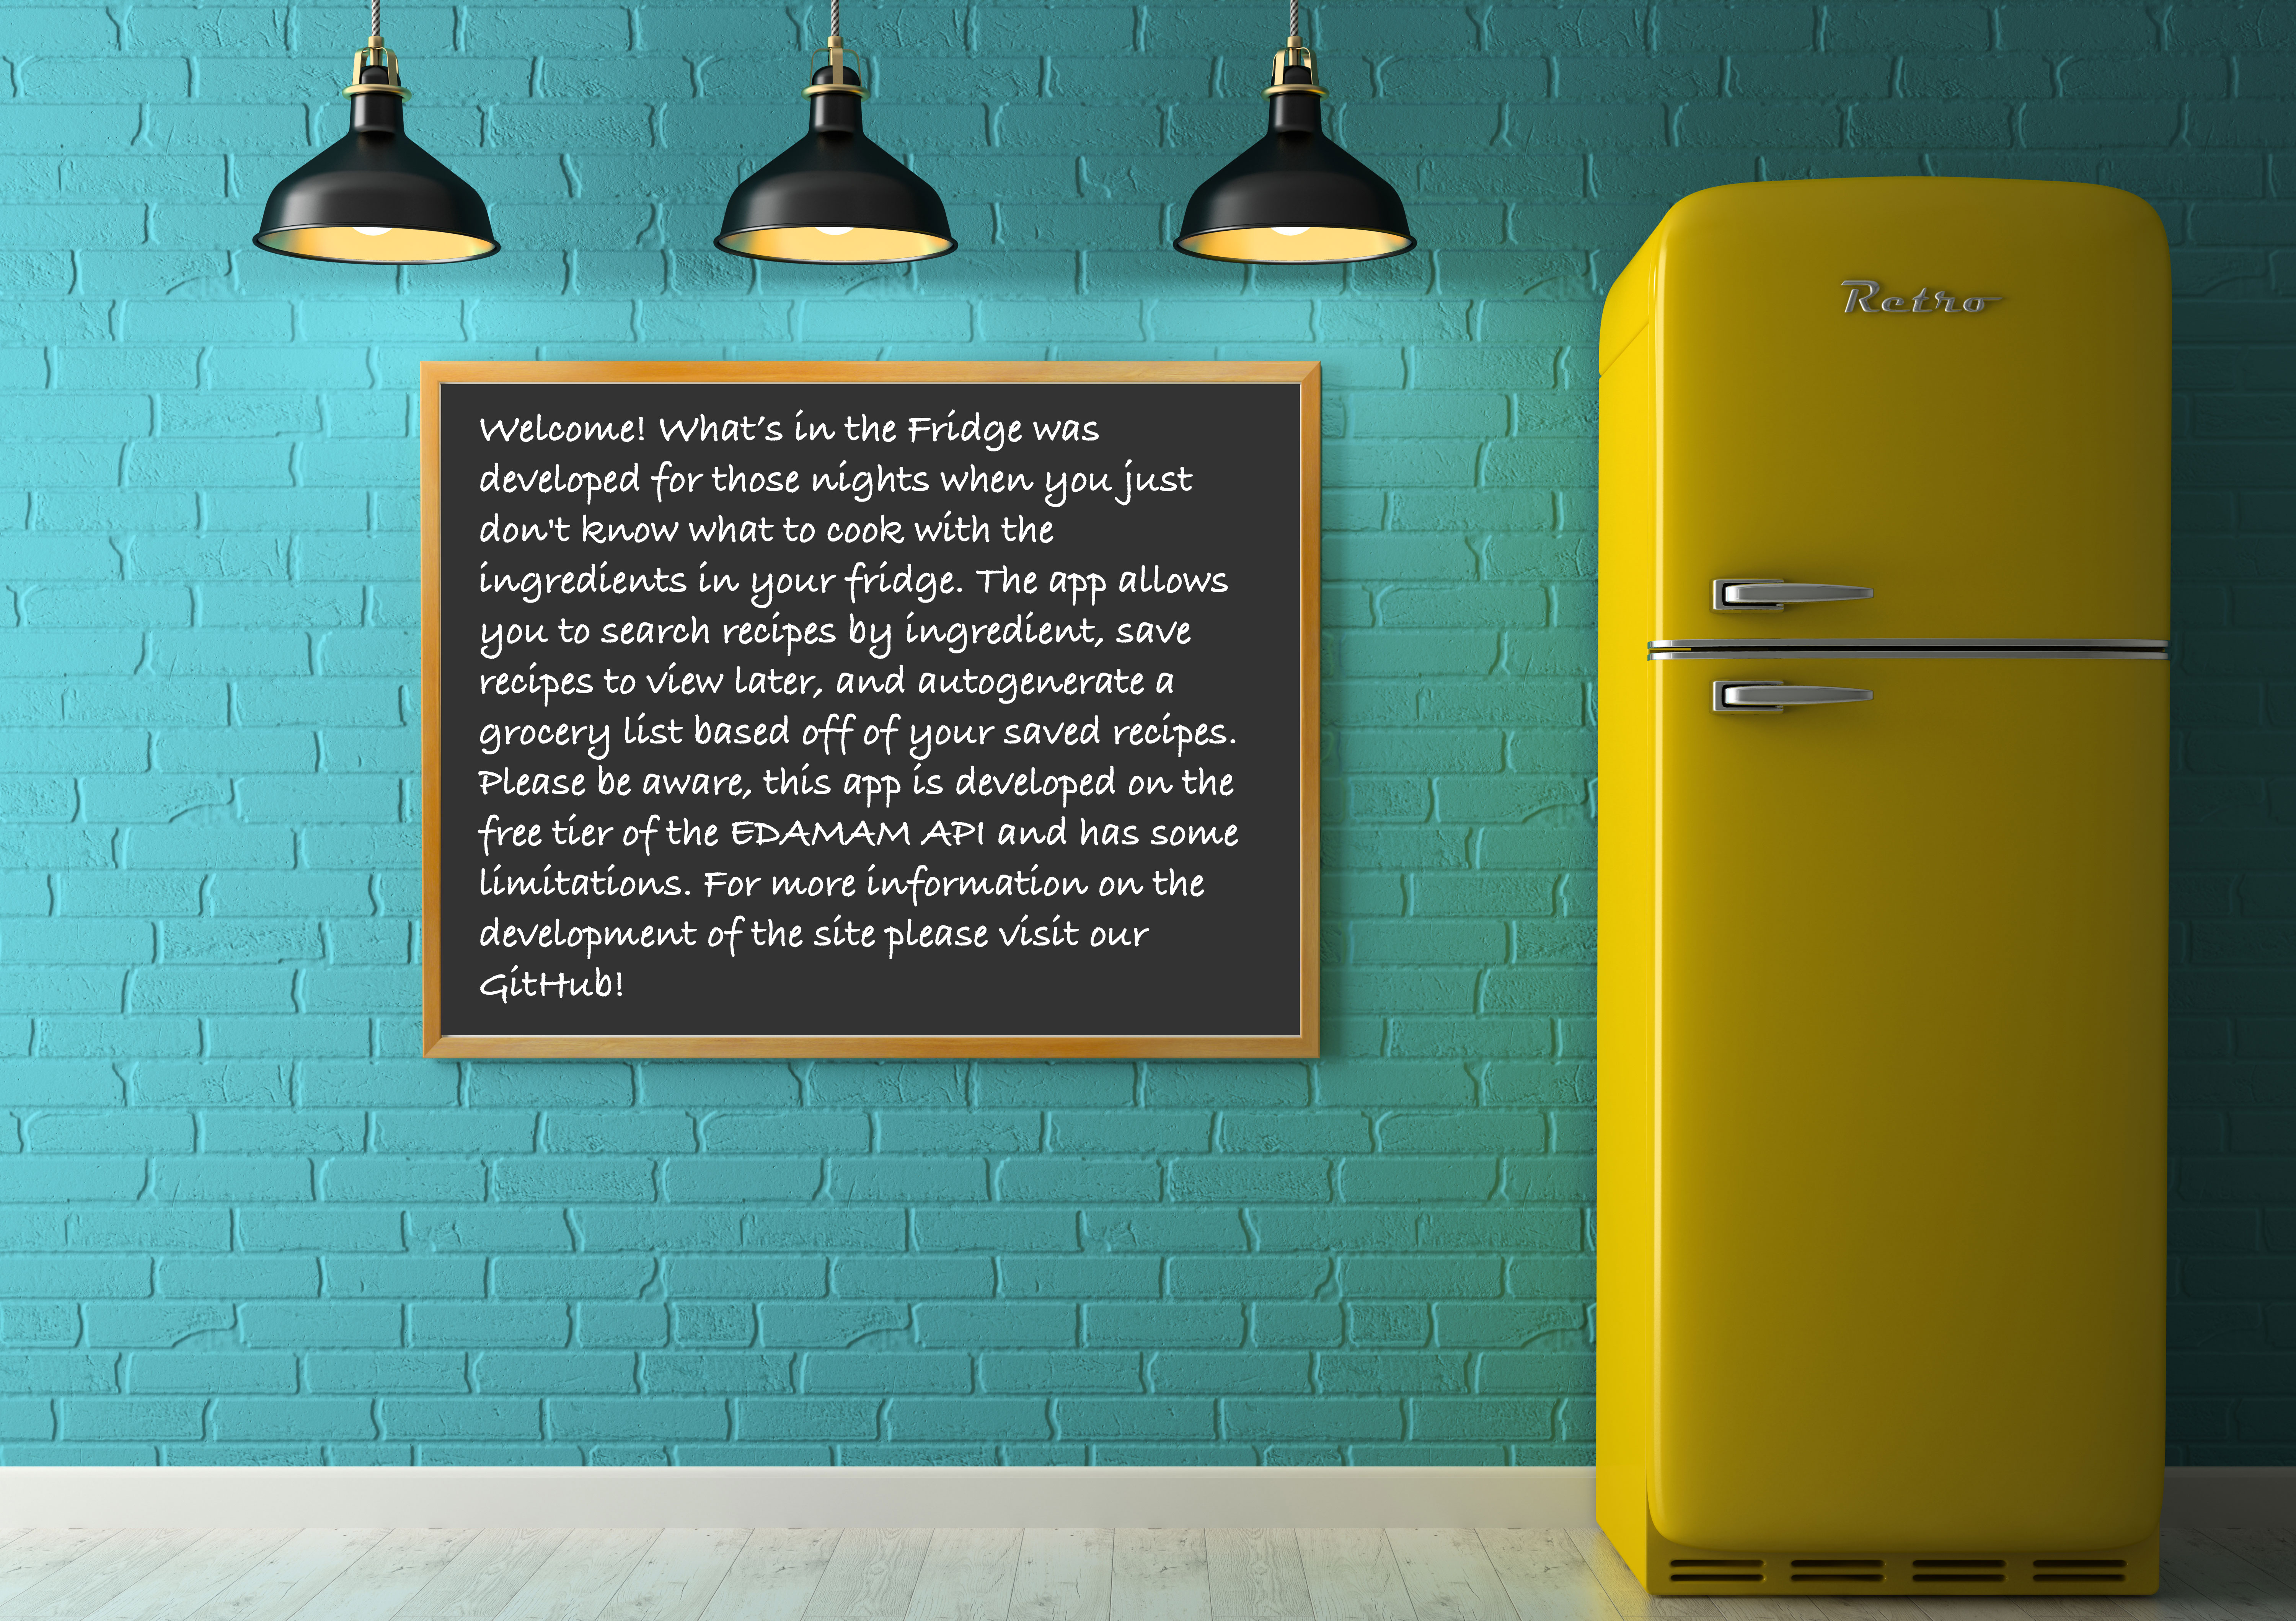 Retro
Welcome! What’s in the Fridge was
developed for those nights when you just
don't know what to cook with the
ingredients in your fridge. The app allows
you to search recipes by ingredient, save
recipes to view later, and autogenerate a
grocery list based off of your saved recipes.
Please be aware, this app is developed on the
free tier of the EDAMAM API and has some
limitations. For more information on the
development of the site please visit our
GitHub!